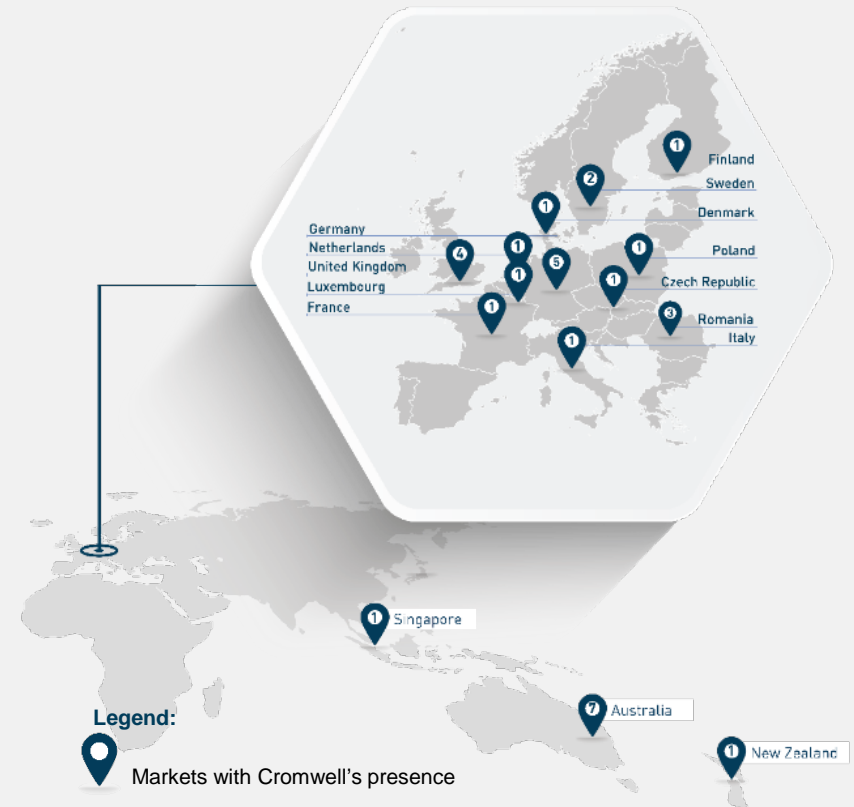 1
Finland
2
Sweden
1
Denmark
Germany
Netherlands
United Kingdom
Luxembourg
France
4
1
1
5
1
1
1
3
1
Poland
Czech Republic
Romania
Italy
1
Singapore
7
Australia
1
New Zealand
Legend:
Markets with Cromwell's presence